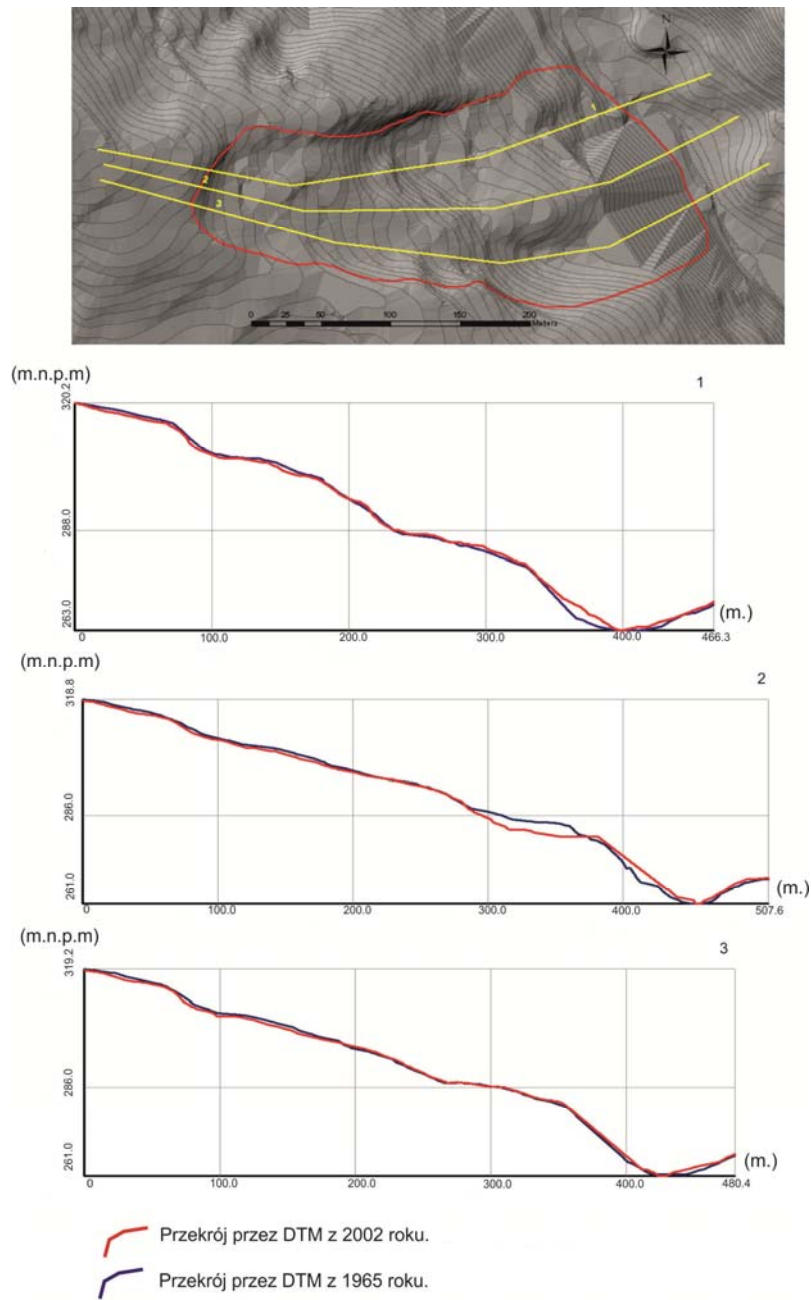 N
1
2
3
0 50 100 150 200
Meters
(m.n.p.m)
1
320.2
288.0
263.0
0 100.0 200.0 300.0 400.0 466.3
(m.)
(m.n.p.m)
2
318.8
286.0
261.0
0 100.0 200.0 300.0 400.0 507.6
(m.)
(m.n.p.m)
3
319.2
286.0
261.0
0 100.0 200.0 300.0 400.0 480.4
(m.)
Przekrój przez DTM z 2002 roku.
Przekrój przez DTM z 1965 roku.